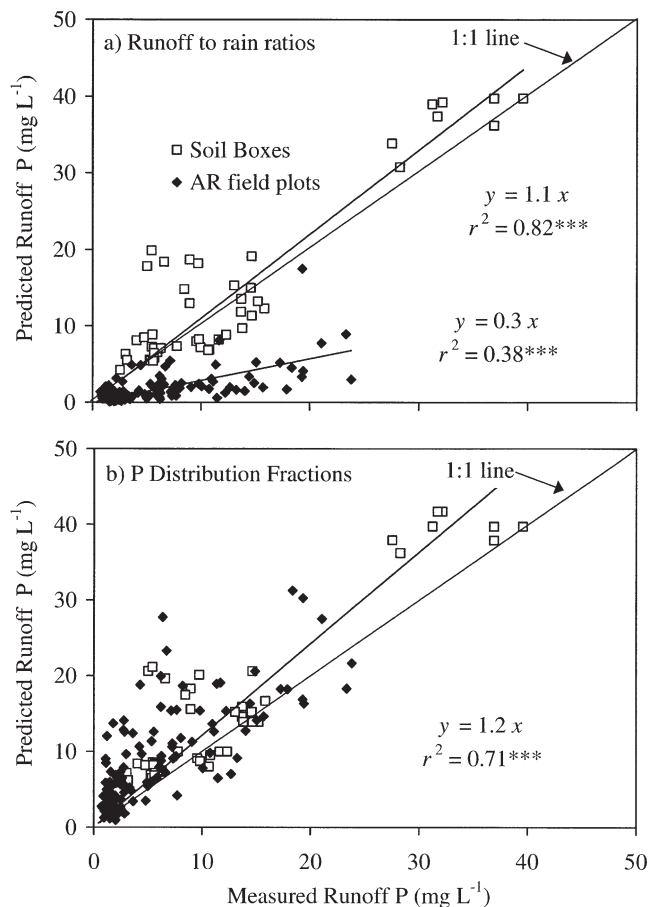 50
a) Runoff to rain ratios
1:1 line
40
Soil Boxes
AR field plots
30
y = 1.1 x
r² = 0.82***
20
y = 0.3 x
r² = 0.38***
10
0
Predicted Runoff P (mg L⁻¹)
50
b) P Distribution Fractions
1:1 line
40
30
20
y = 1.2 x
r² = 0.71***
10
0
Predicted Runoff P (mg L⁻¹)
0 10 20 30 40 50
Measured Runoff P (mg L⁻¹)